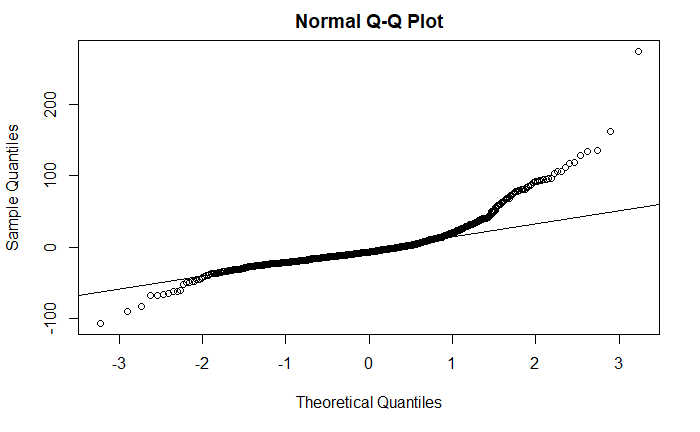 Normal Q-Q Plot
Sample Quantiles
200
100
0
-100
-3 -2 -1 0 1 2 3
Theoretical Quantiles